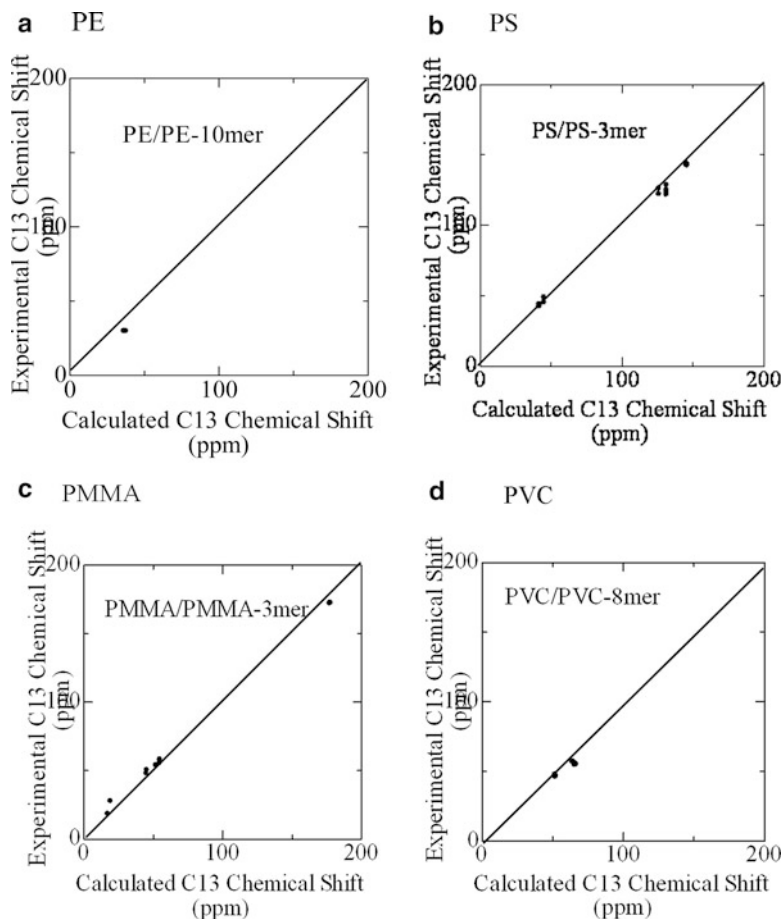 a PE
200
PE/PE-10mer
100
0
0 100 200
Experimental C13 Chemical Shift
(ppm)
Calculated C13 Chemical Shift
(ppm)
b PS
200
PS/PS-3mer
100
0
0 100 200
Experimental C13 Chemical Shift
(ppm)
Calculated C13 Chemical Shift
(ppm)
c PMMA
200
PMMA/PMMA-3mer
100
0
0 100 200
Experimental C13 Chemical Shift
(ppm)
Calculated C13 Chemical Shift
(ppm)
d PVC
200
PVC/PVC-8mer
100
0
0 100 200
Experimental C13 Chemical Shift
(ppm)
Calculated C13 Chemical Shift
(ppm)